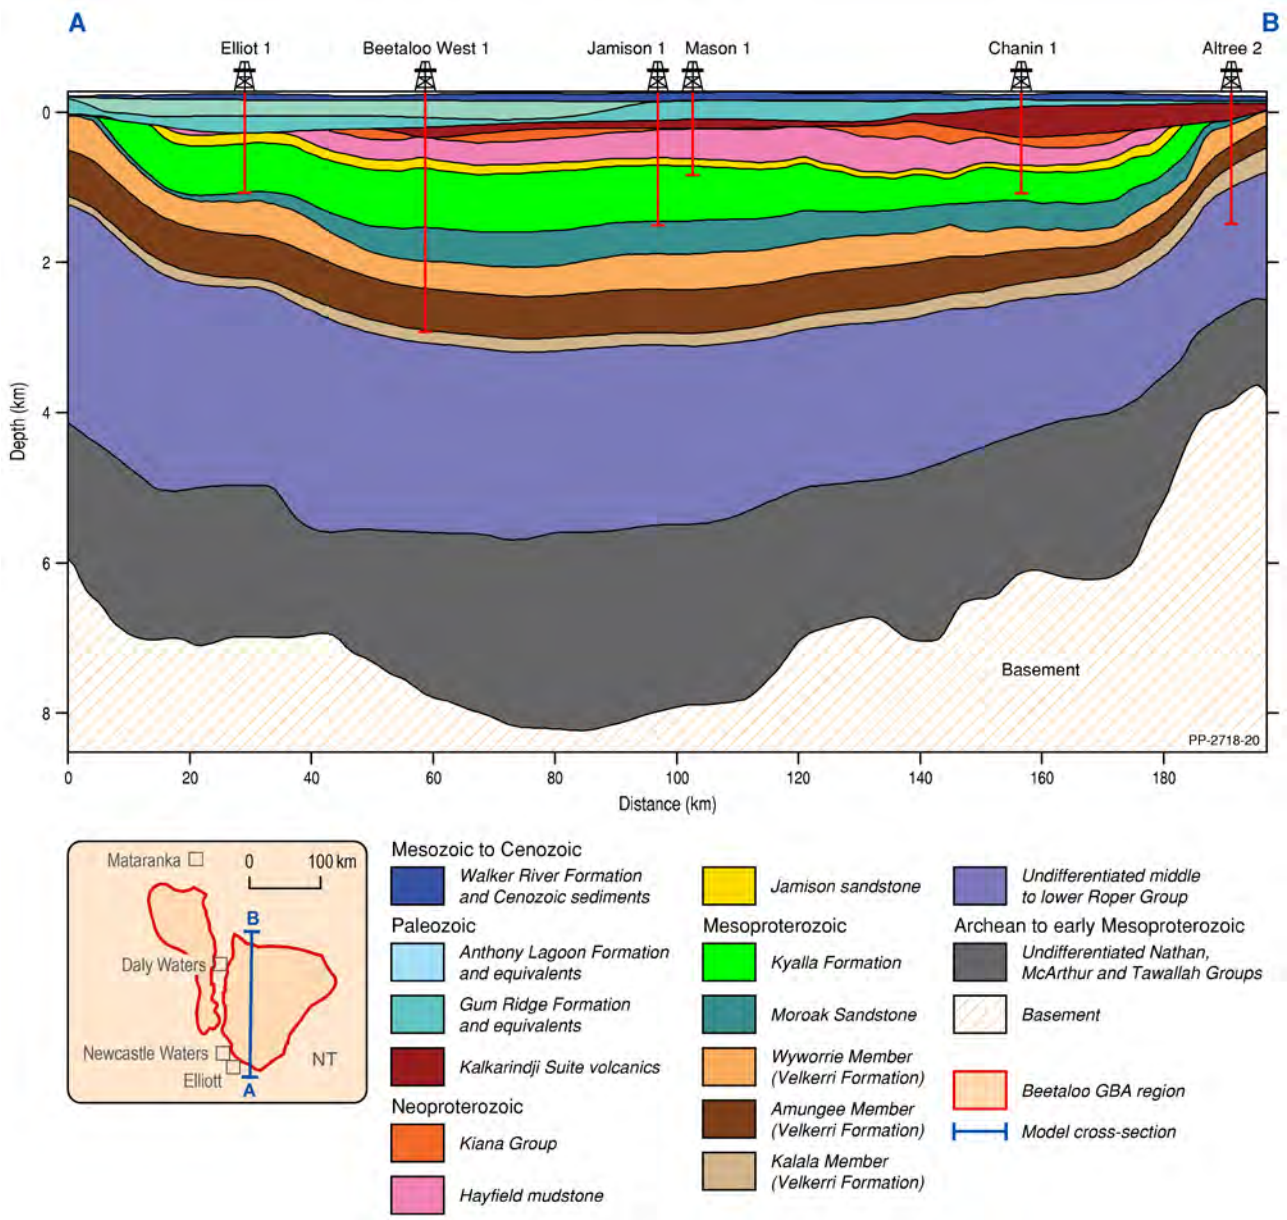 A
B
Elliot 1
Beetaloo West 1
Jamison 1
Mason 1
Chanin 1
Altree 2
0
2
4
6
8
Depth (km)
Basement
PP-2718-20
0
20
40
60
80
100
120
140
160
180
Distance (km)
Mataranka
0
100 km
B
Daly Waters
Newcastle Waters
Elliott
NT
A
Mesozoic to Cenozoic
Walker River Formation
and Cenozoic sediments
Paleozoic
Anthony Lagoon Formation
and equivalents
Gum Ridge Formation
and equivalents
Kalkarindji Suite volcanics
Neoproterozoic
Kiana Group
Hayfield mudstone
Jamison sandstone
Mesoproterozoic
Kyalla Formation
Moroak Sandstone
Wyworrie Member
(Velkerri Formation)
Amungee Member
(Velkerri Formation)
Kalala Member
(Velkerri Formation)
Undifferentiated middle
to lower Roper Group
Archean to early Mesoproterozoic
Undifferentiated Nathan,
McArthur and Tawallah Groups
Basement
Beetaloo GBA region
Model cross-section